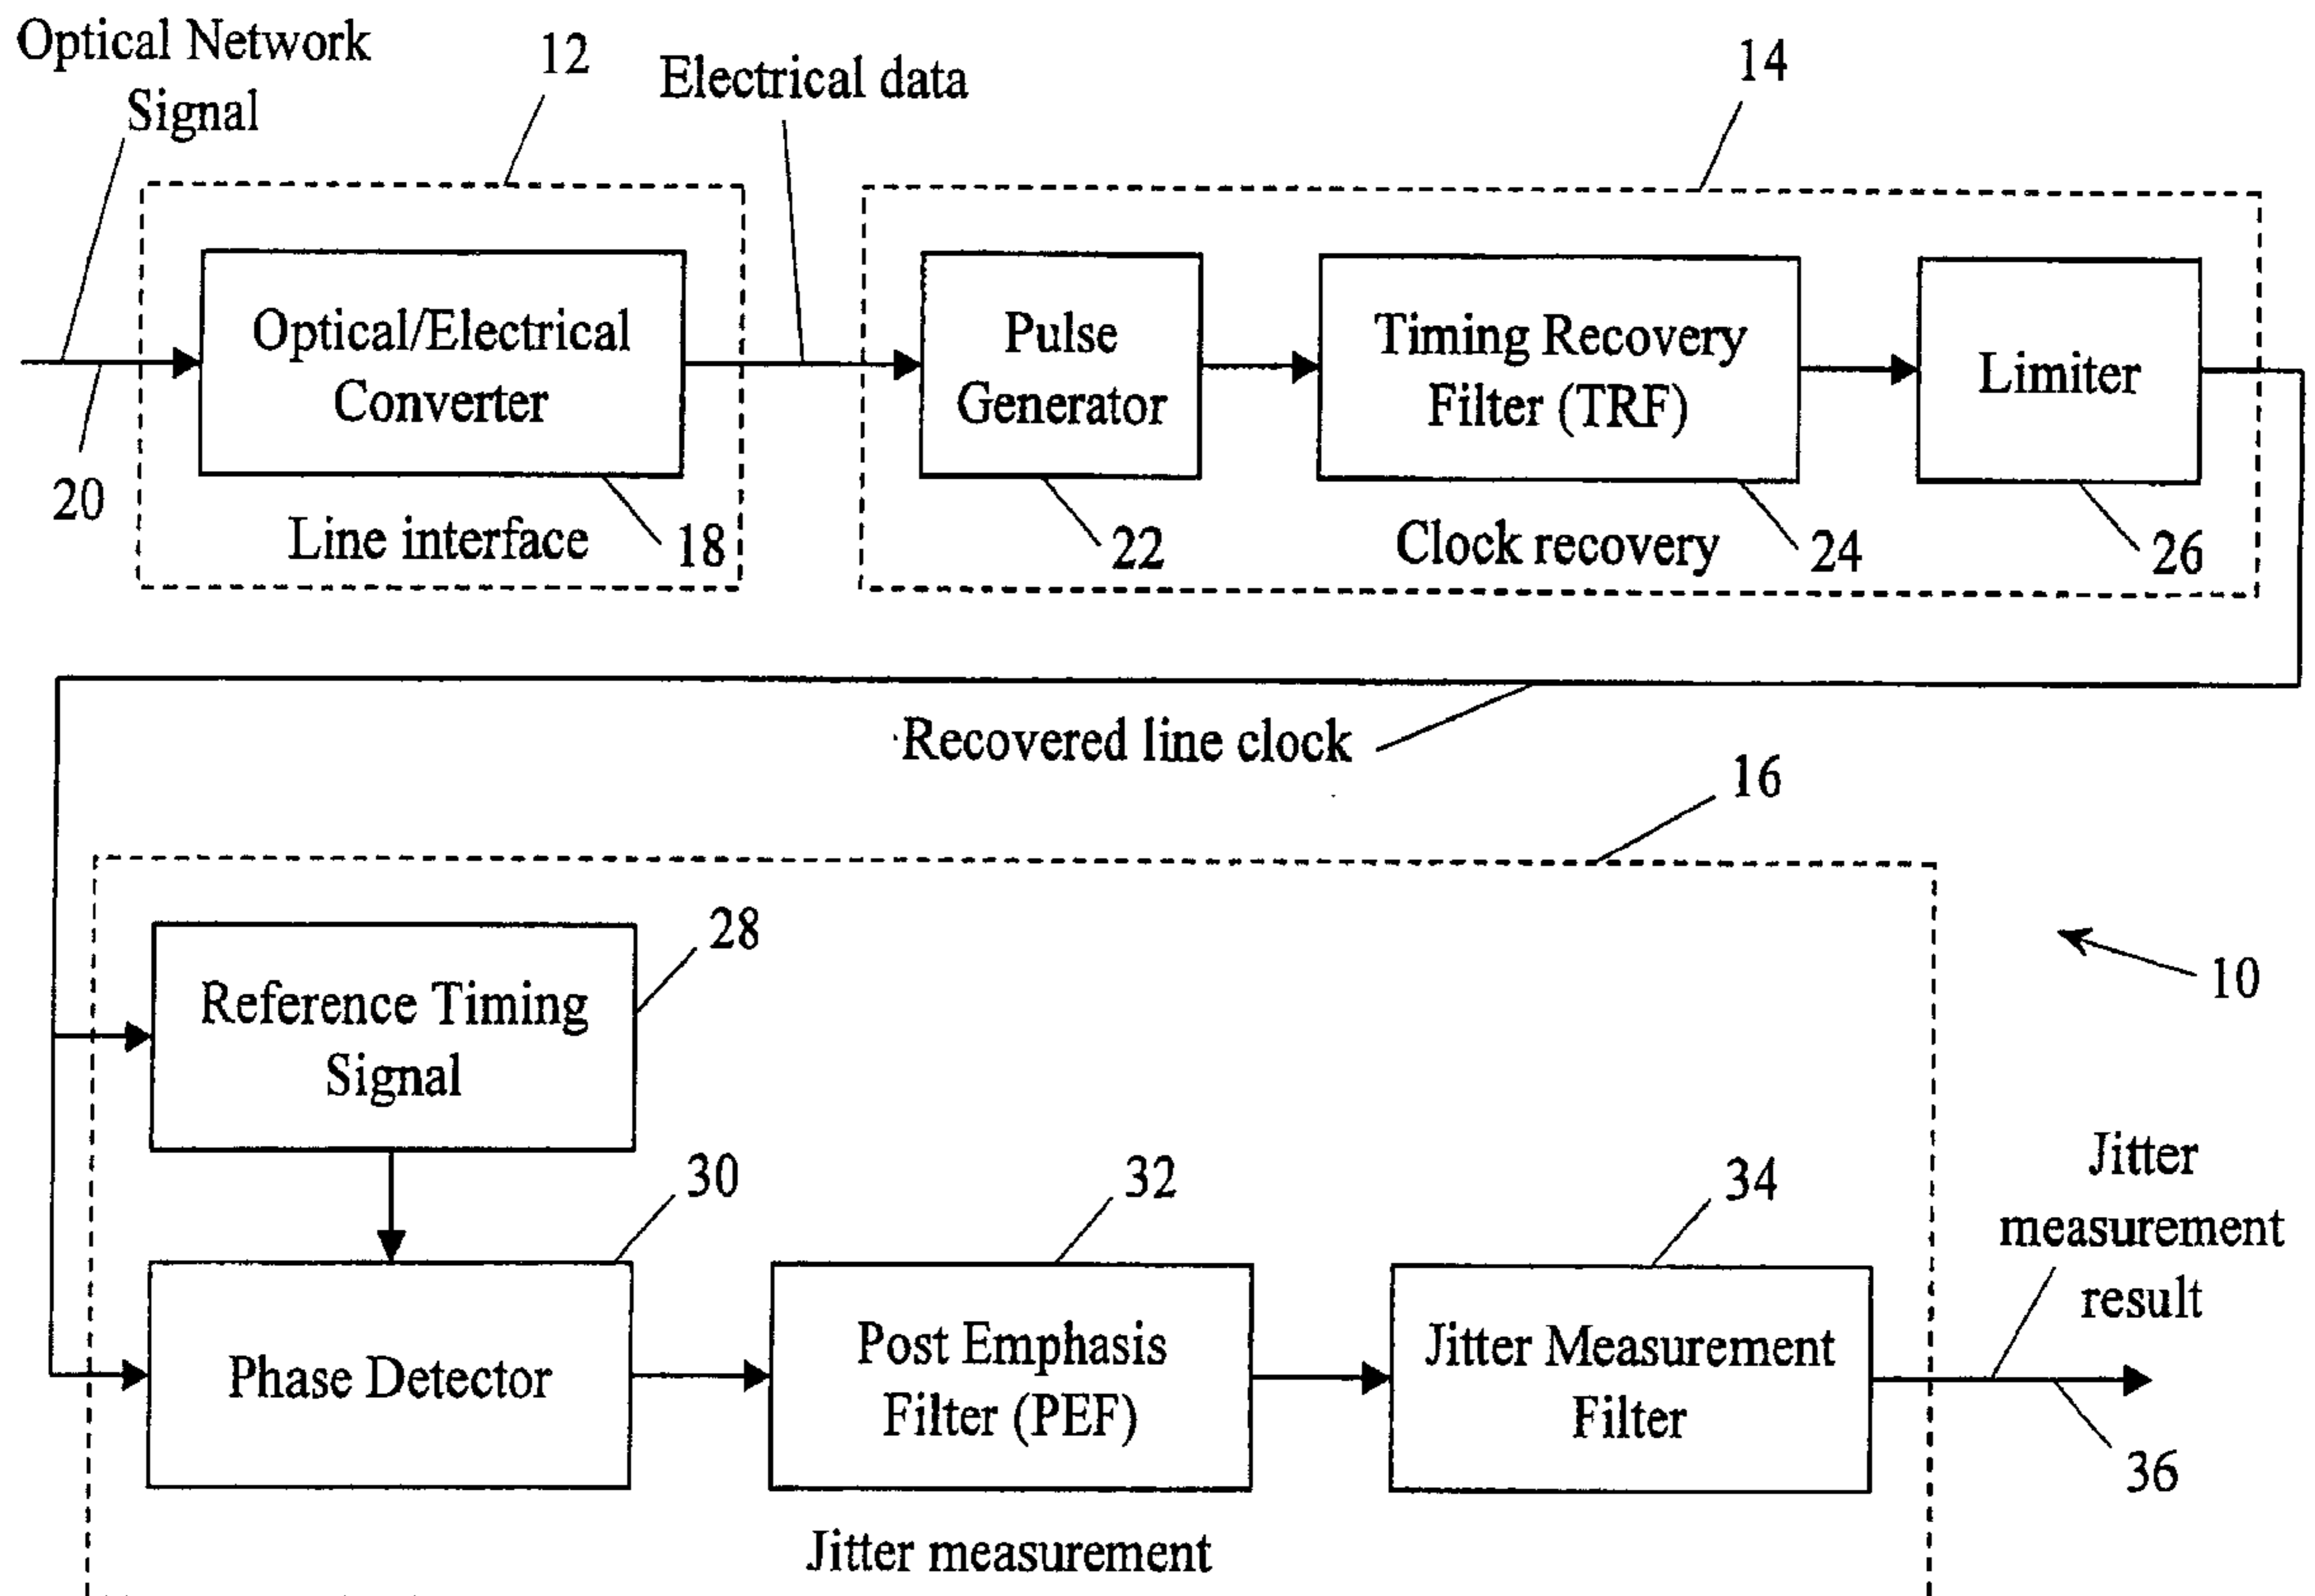 Optical Network
Signal
12
Electrical data
14
Optical/Electrical
Converter
Pulse
Generator
Timing Recovery
Filter (TRF)
Limiter
20
Line interface
18
22
Clock recovery
24
26
Recovered line clock
16
28
Reference Timing
Signal
10
30
32
34
Jitter
measurement
result
Phase Detector
Post Emphasis
Filter (PEF)
Jitter Measurement
Filter
36
Jitter measurement